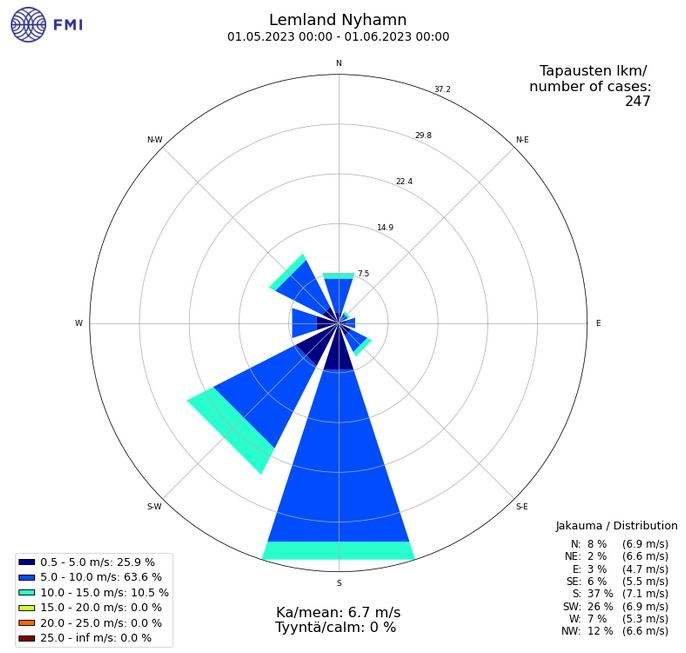 FMI
Lemland Nyhamn
01.05.2023 00:00 - 01.06.2023 00:00
Tapausten lkm/
number of cases:
247
N
37.2
29.8
N-W
N-E
22.4
14.9
7.5
W
E
S-W
S-E
S
Jakauma / Distribution
N: 8 % (6.9 m/s)
NE: 2 % (6.6 m/s)
E: 3 % (4.7 m/s)
SE: 6 % (5.5 m/s)
S: 37 % (7.1 m/s)
SW: 26 % (6.9 m/s)
W: 7 % (5.3 m/s)
NW: 12 % (6.6 m/s)
0.5 - 5.0 m/s: 25.9 %
5.0 - 10.0 m/s: 63.6 %
10.0 - 15.0 m/s: 10.5 %
15.0 - 20.0 m/s: 0.0 %
20.0 - 25.0 m/s: 0.0 %
25.0 - inf m/s: 0.0 %
Ka/mean: 6.7 m/s
Tyyntä/calm: 0 %